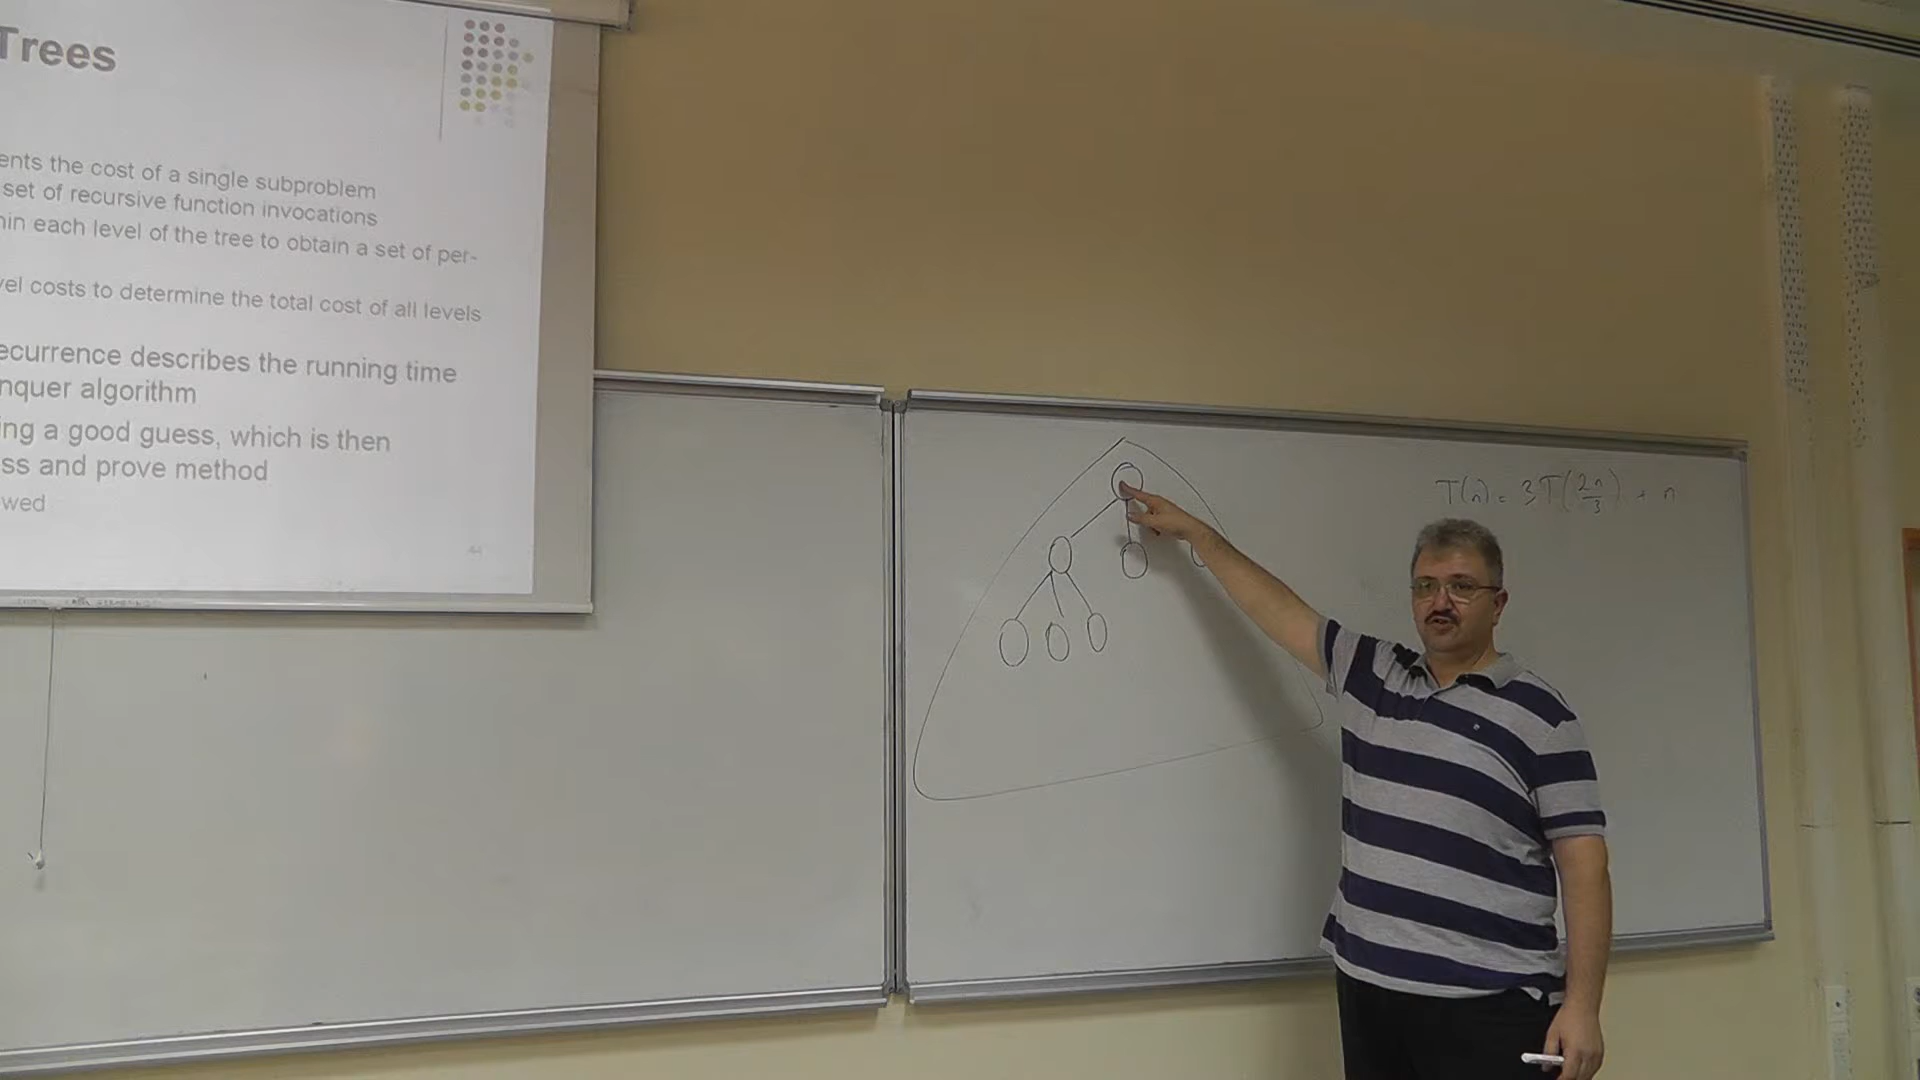 Trees
ents the cost of a single subproblem
set of recursive function invocations
hin each level of the tree to obtain a set of per-
vel costs to determine the total cost of all levels
ecurrence describes the running time
nquer algorithm
ing a good guess, which is then
ss and prove method
wed
44
T(n) = 3T(2n/3) + n